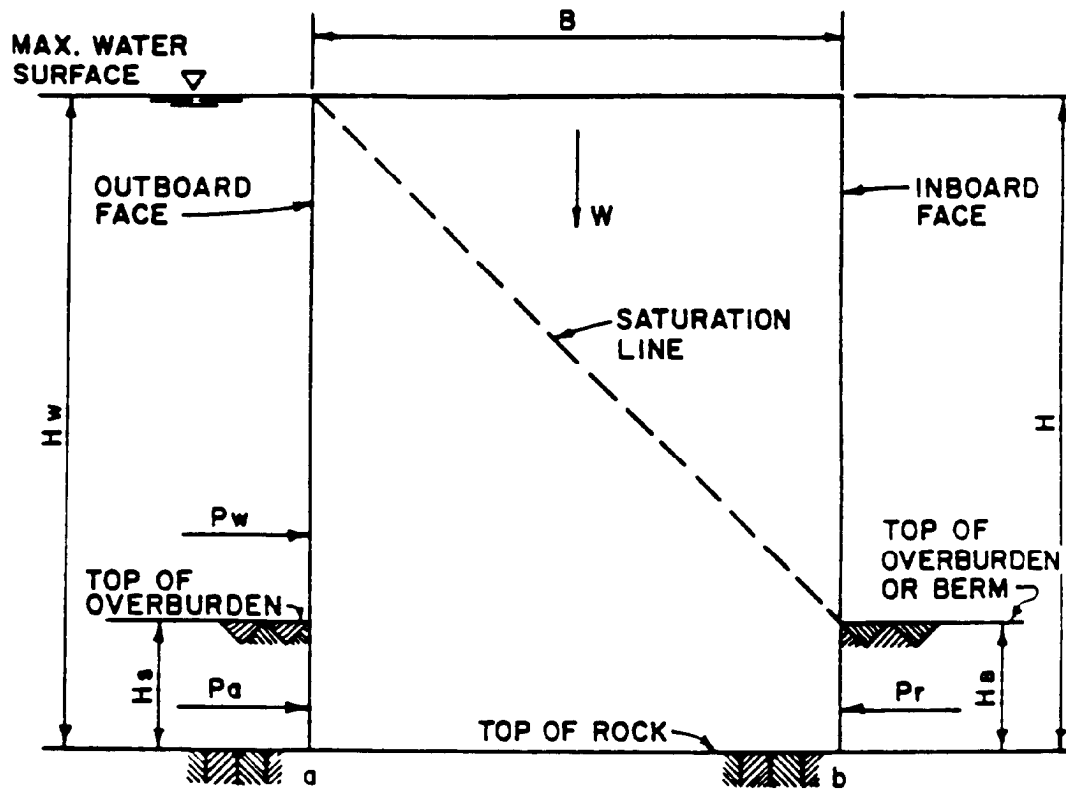 B
MAX. WATER
SURFACE
OUTBOARD
FACE
W
INBOARD
FACE
SATURATION
LINE
Hw
H
Pw
TOP OF
OVERBURDEN
TOP OF
OVERBURDEN
OR BERM
Hs
Pa
Pr
Hs
TOP OF ROCK
a
b